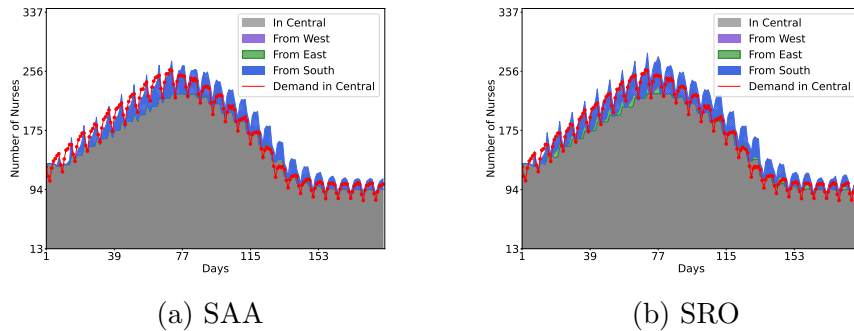 337
256
175
94
13
Number of Nurses
1 39 77 115 153
Days
In Central
From West
From East
From South
Demand in Central
(a) SAA
337
256
175
94
13
Number of Nurses
1 39 77 115 153
Days
In Central
From West
From East
From South
Demand in Central
(b) SRO